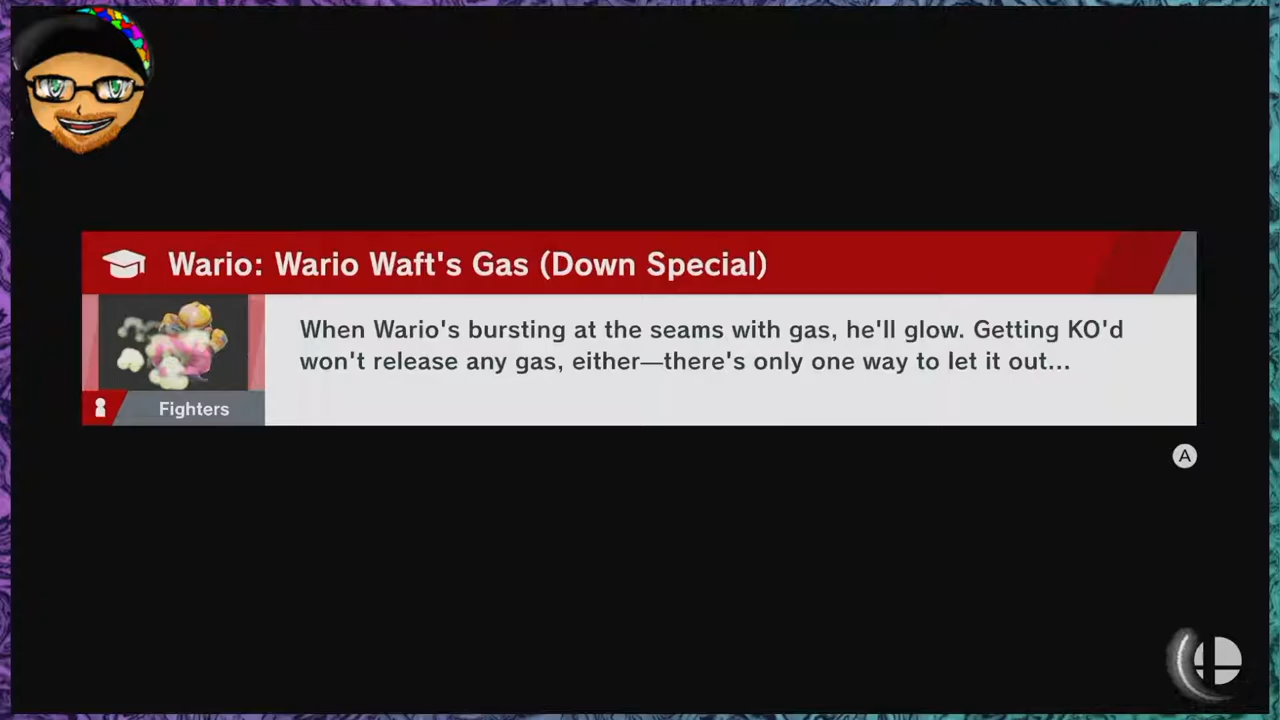 Wario: Wario Waft's Gas (Down Special)
When Wario's bursting at the seams with gas, he'll glow. Getting KO'd
won't release any gas, either—there's only one way to let it out...
Fighters
A